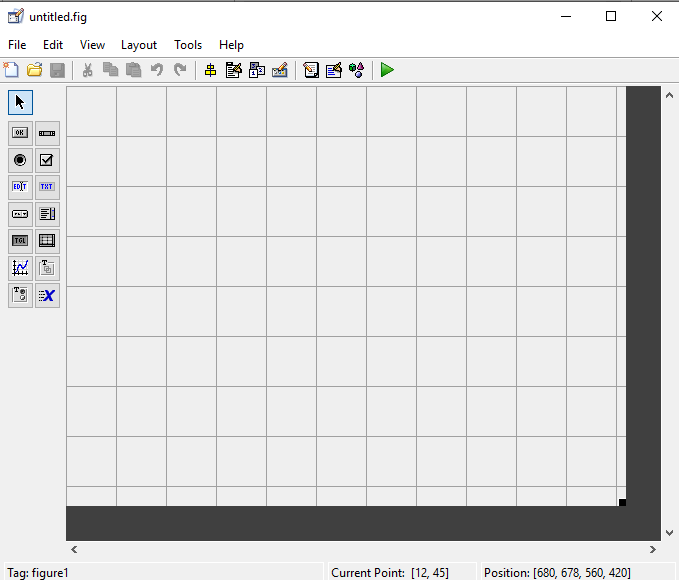 untitled.fig
File Edit View Layout Tools Help
OK
EDIT TXT
TGL
T
T X
Tag: figure1 Current Point: [12, 45] Position: [680, 678, 560, 420]